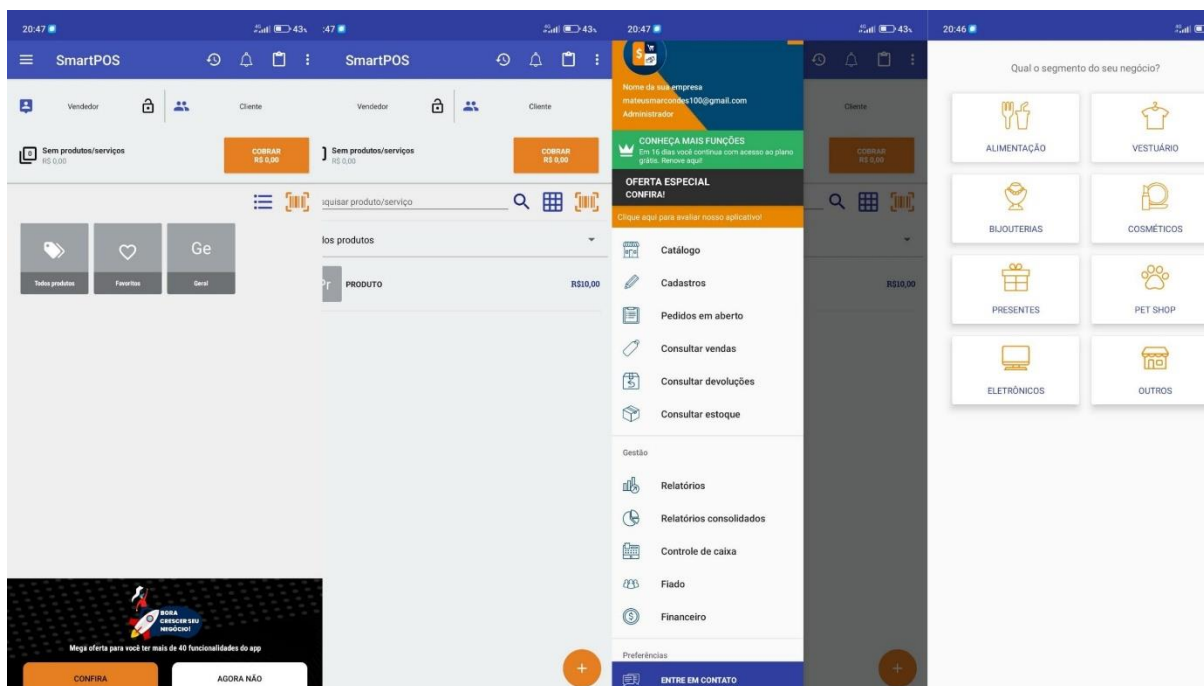 20:47
43%
SmartPOS
Vendedor
Cliente
Sem produtos/serviços
R$ 0,00
COBRAR
R$ 0,00
Todos produtos
Favoritos
Ge
Geral
BORA
CRESCER SEU
NEGÓCIO!
Mega oferta para você ter mais de 40 funcionalidades do app
CONFIRA
AGORA NÃO
:47
43%
SmartPOS
Vendedor
Cliente
Sem produtos/serviços
R$ 0,00
COBRAR
R$ 0,00
squisar produto/serviço
dos produtos
Pr
PRODUTO
R$10,00
+
20:47
43%
Nome da sua empresa
mateusmarcondes100@gmail.com
Administrador
CONHEÇA MAIS FUNÇÕES
Em 16 dias você continua com acesso ao plano
grátis. Renove aqui!
OFERTA ESPECIAL
CONFIRA!
Clique aqui para avaliar nosso aplicativo!
Catálogo
Cadastros
Pedidos em aberto
Consultar vendas
Consultar devoluções
Consultar estoque
Gestão
Relatórios
Relatórios consolidados
Controle de caixa
Fiado
Financeiro
Preferências
ENTRE EM CONTATO
Cliente
COBRAR
R$ 0,00
R$10,00
+
20:46
Qual o segmento do seu negócio?
ALIMENTAÇÃO
VESTUÁRIO
BIJOUTERIAS
COSMÉTICOS
PRESENTES
PET SHOP
ELETRÔNICOS
OUTROS